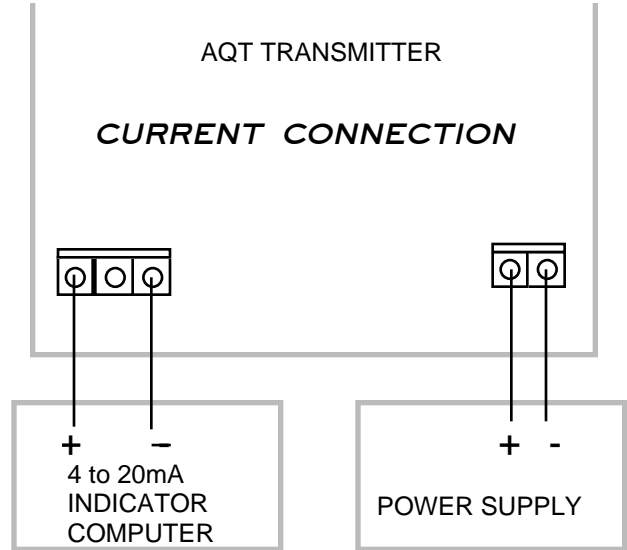 AQT TRANSMITTER
CURRENT CONNECTION
+ –
4 to 20mA
INDICATOR
COMPUTER
+ -
POWER SUPPLY